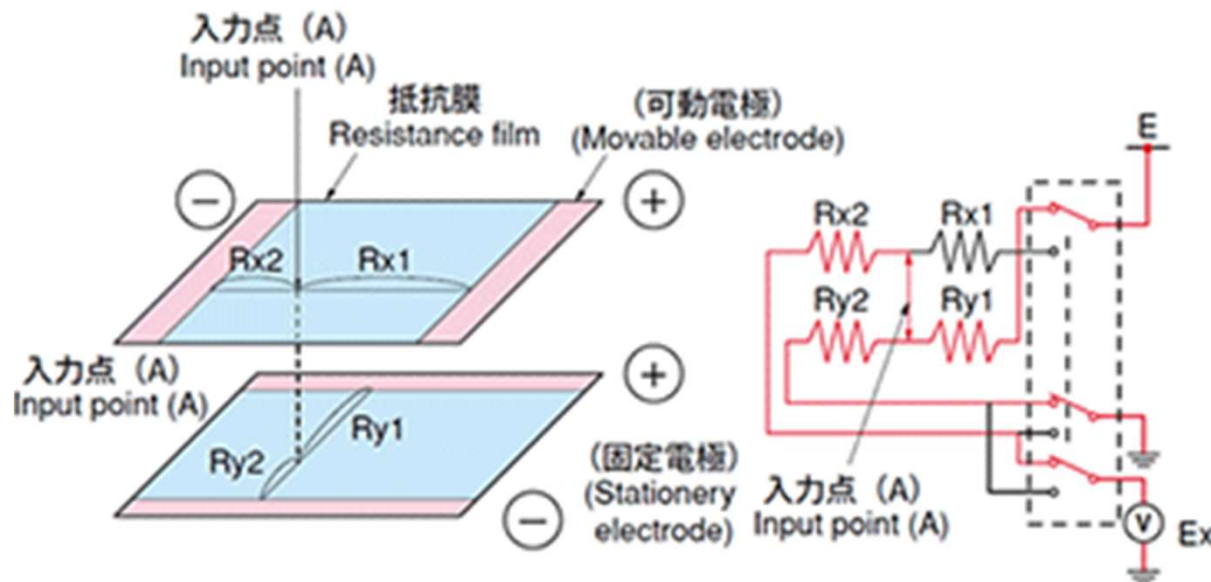 入力点（A）
Input point (A)
抵抗膜
Resistance film
(可動電極)
(Movable electrode)
−
+
Rx2
Rx1
入力点（A）
Input point (A)
+
Ry1
Ry2
(固定電極)
(Stationery
electrode)
−
E
Rx2
Rx1
Ry2
Ry1
入力点（A）
Input point (A)
V
Ex